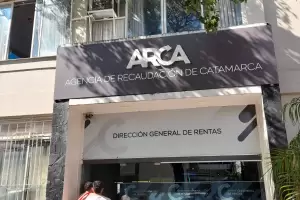 ARCA
AGENCIA DE RECAUDACIÓN DE CATAMARCA
DIRECCIÓN GENERAL DE RENTAS